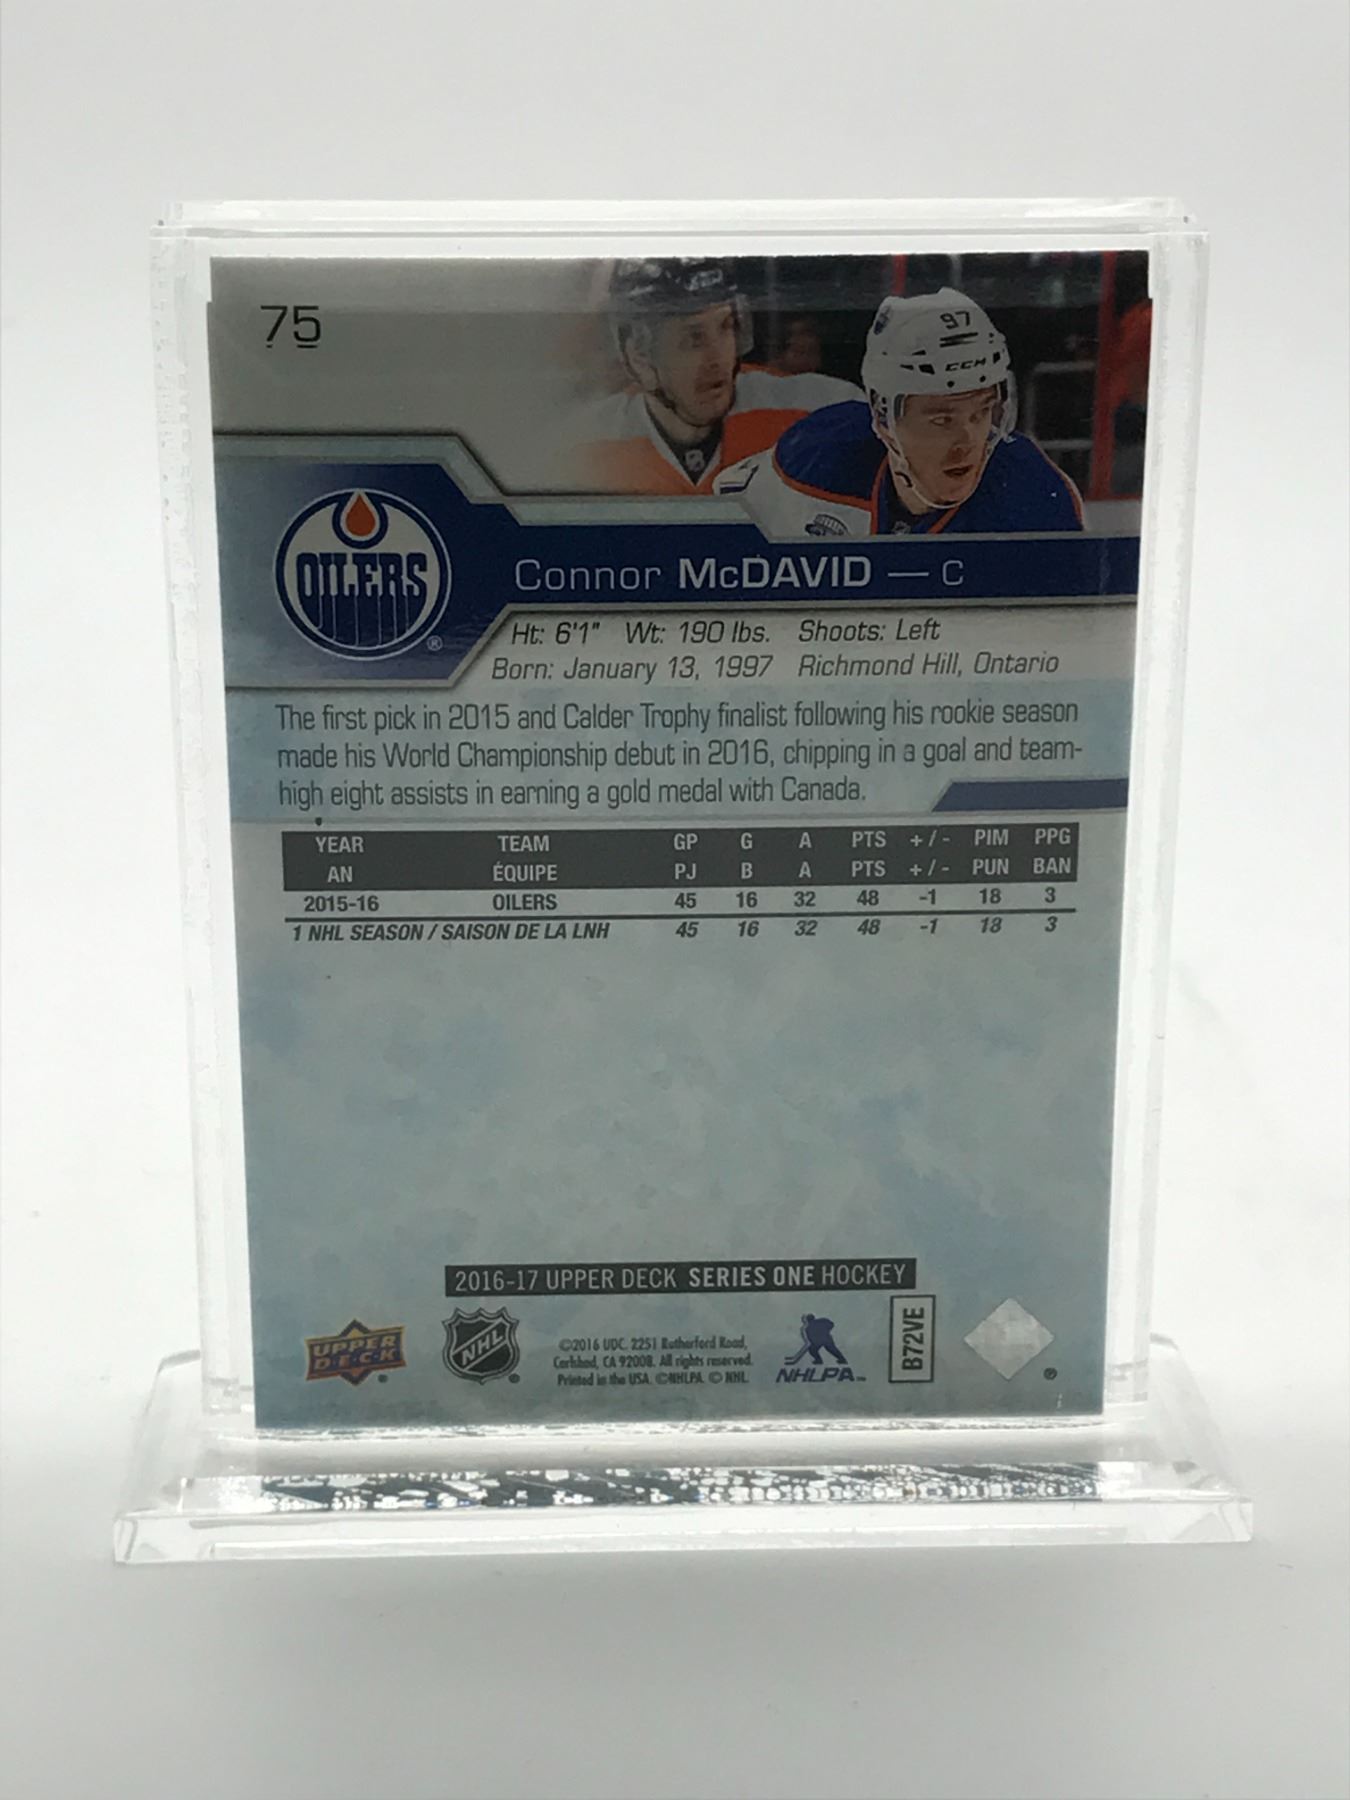 75
97
CCM
OILERS
®
Connor McDAVID — C
Ht: 6'1" Wt: 190 lbs. Shoots: Left
Born: January 13, 1997 Richmond Hill, Ontario
The first pick in 2015 and Calder Trophy finalist following his rookie season
made his World Championship debut in 2016, chipping in a goal and team-
high eight assists in earning a gold medal with Canada.
YEAR TEAM GP G A PTS +/- PIM PPG
AN ÉQUIPE PJ B A PTS +/- PUN BAN
2015-16 OILERS 45 16 32 48 -1 18 3
1 NHL SEASON / SAISON DE LA LNH 45 16 32 48 -1 18 3
2016-17 UPPER DECK SERIES ONE HOCKEY
UPPER
D·E·C·K
NHL
©2016 UDC. 2251 Rutherford Road,
Carlsbad, CA 92008. All rights reserved.
Printed in the USA. ©NHLPA. © NHL.
NHLPA™
B72VE